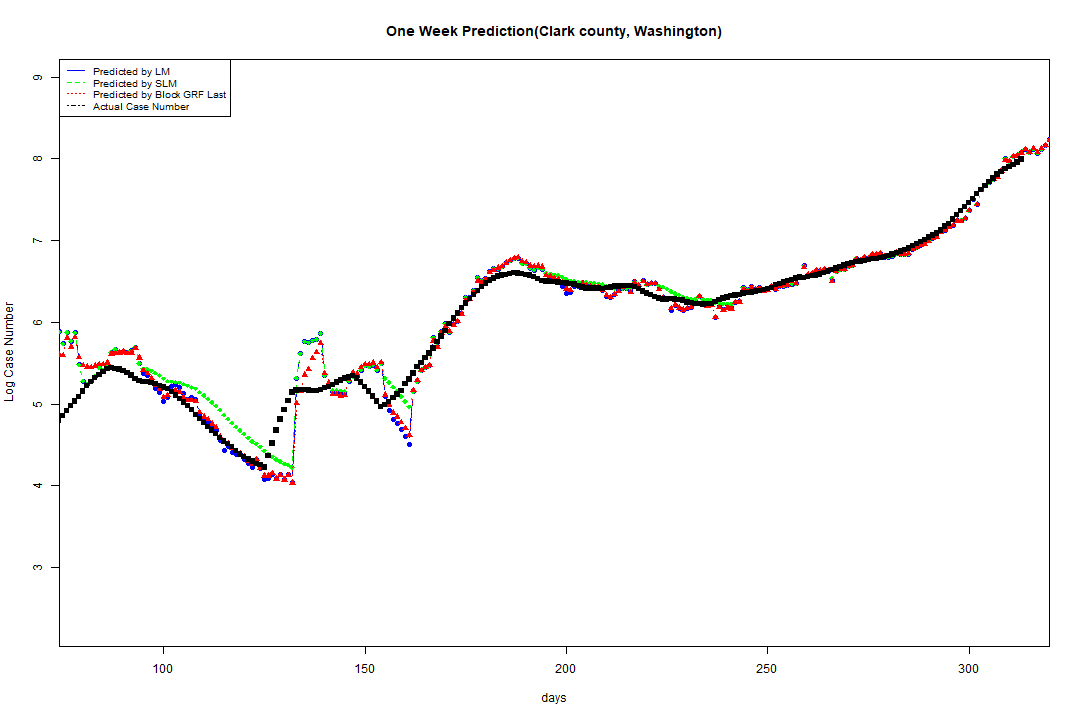 One Week Prediction(Clark county, Washington)
Predicted by LM
Predicted by SLM
Predicted by Block GRF Last
Actual Case Number
9
8
7
6
5
4
3
Log Case Number
100 150 200 250 300
days